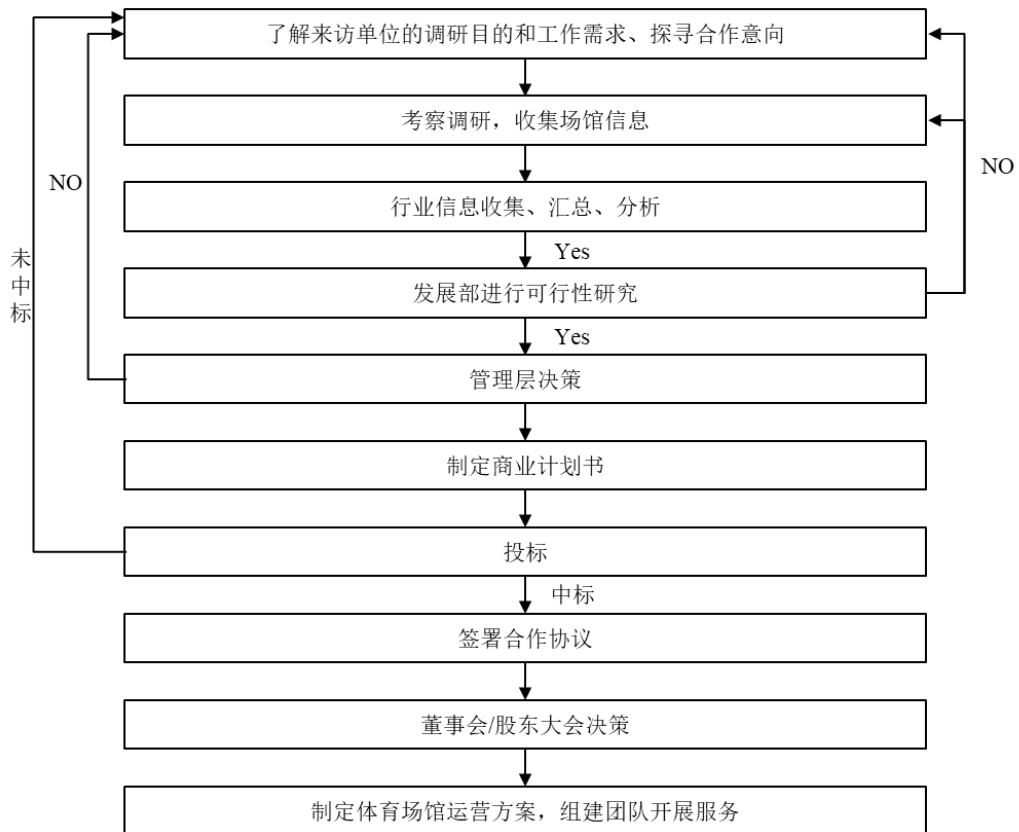 了解来访单位的调研目的和工作需求、探寻合作意向
考察调研，收集场馆信息
NO
NO
行业信息收集、汇总、分析
Yes
未中标
发展部进行可行性研究
Yes
管理层决策
制定商业计划书
投标
中标
签署合作协议
董事会/股东大会决策
制定体育场馆运营方案，组建团队开展服务